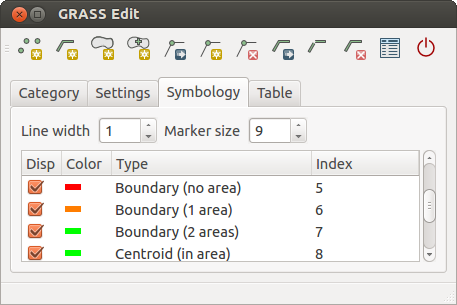 GRASS Edit
Category Settings Symbology Table
Line width 1 Marker size 9
Disp Color Type Index
Boundary (no area) 5
Boundary (1 area) 6
Boundary (2 areas) 7
Centroid (in area) 8